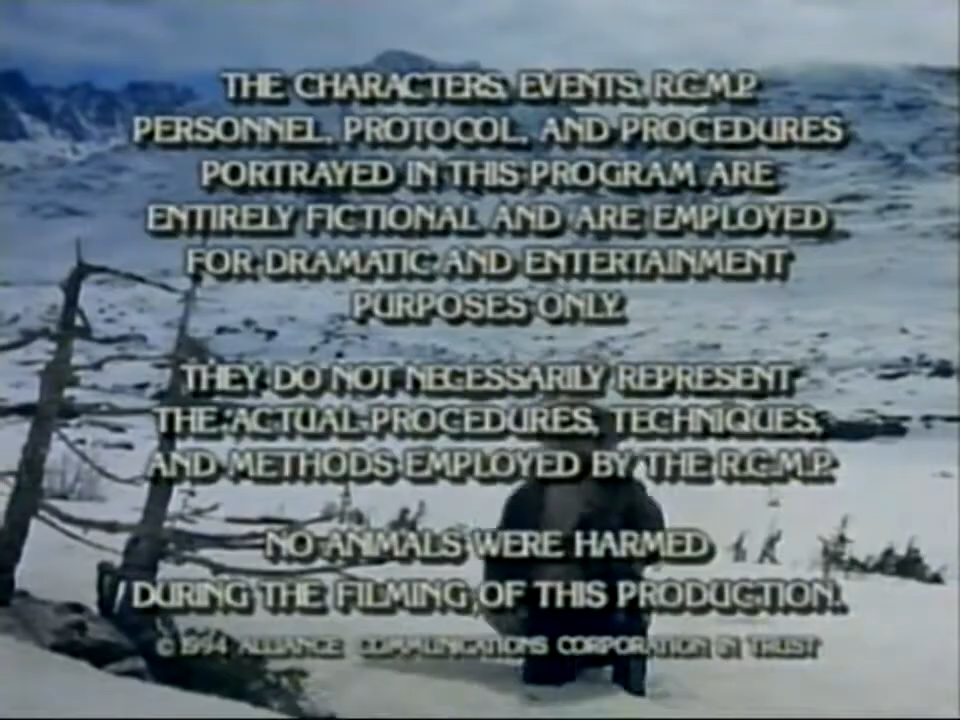 THE CHARACTERS, EVENTS, R.C.M.P.
PERSONNEL, PROTOCOL, AND PROCEDURES
PORTRAYED IN THIS PROGRAM ARE
ENTIRELY FICTIONAL AND ARE EMPLOYED
FOR DRAMATIC AND ENTERTAINMENT
PURPOSES ONLY.
THEY DO NOT NECESSARILY REPRESENT
THE ACTUAL PROCEDURES, TECHNIQUES,
AND METHODS EMPLOYED BY THE R.C.M.P.
NO ANIMALS WERE HARMED
DURING THE FILMING OF THIS PRODUCTION.
© 1994 ALLIANCE COMMUNICATIONS CORPORATION IN TRUST